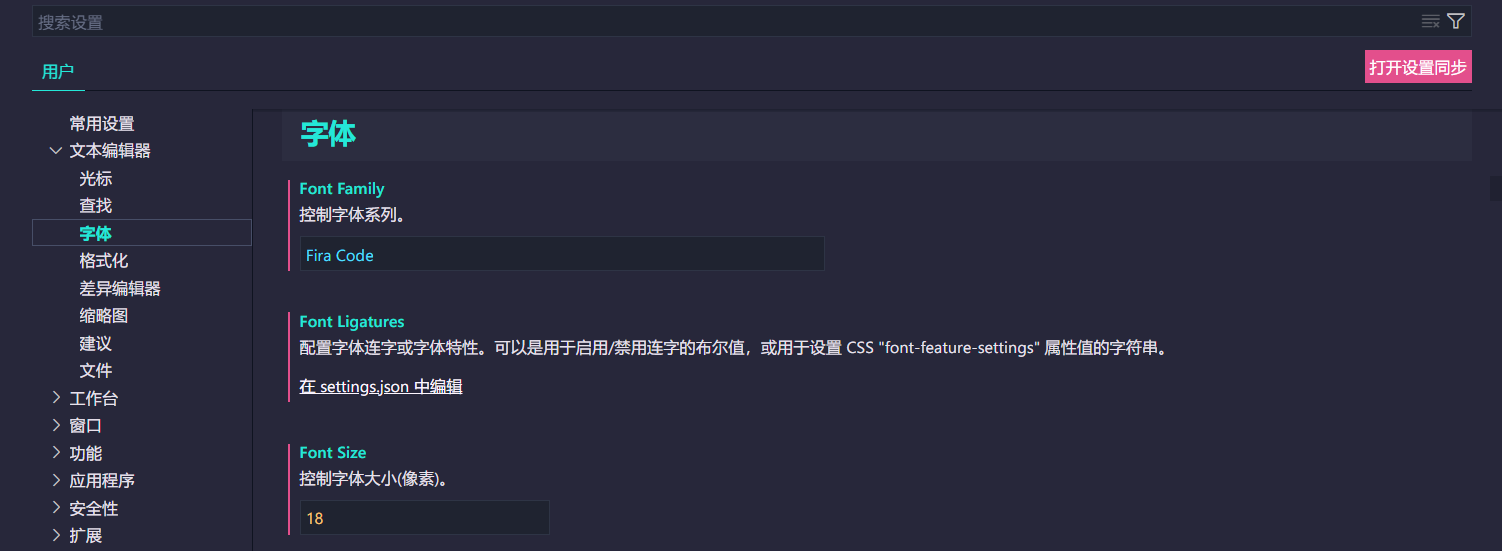 搜索设置
用户
打开设置同步
常用设置
文本编辑器
光标
查找
字体
格式化
差异编辑器
缩略图
建议
文件
工作台
窗口
功能
应用程序
安全性
扩展
字体
Font Family
控制字体系列。
Fira Code
Font Ligatures
配置字体连字或字体特性。可以是用于启用/禁用连字的布尔值，或用于设置 CSS "font-feature-settings" 属性值的字符串。
在 settings.json 中编辑
Font Size
控制字体大小(像素)。
18